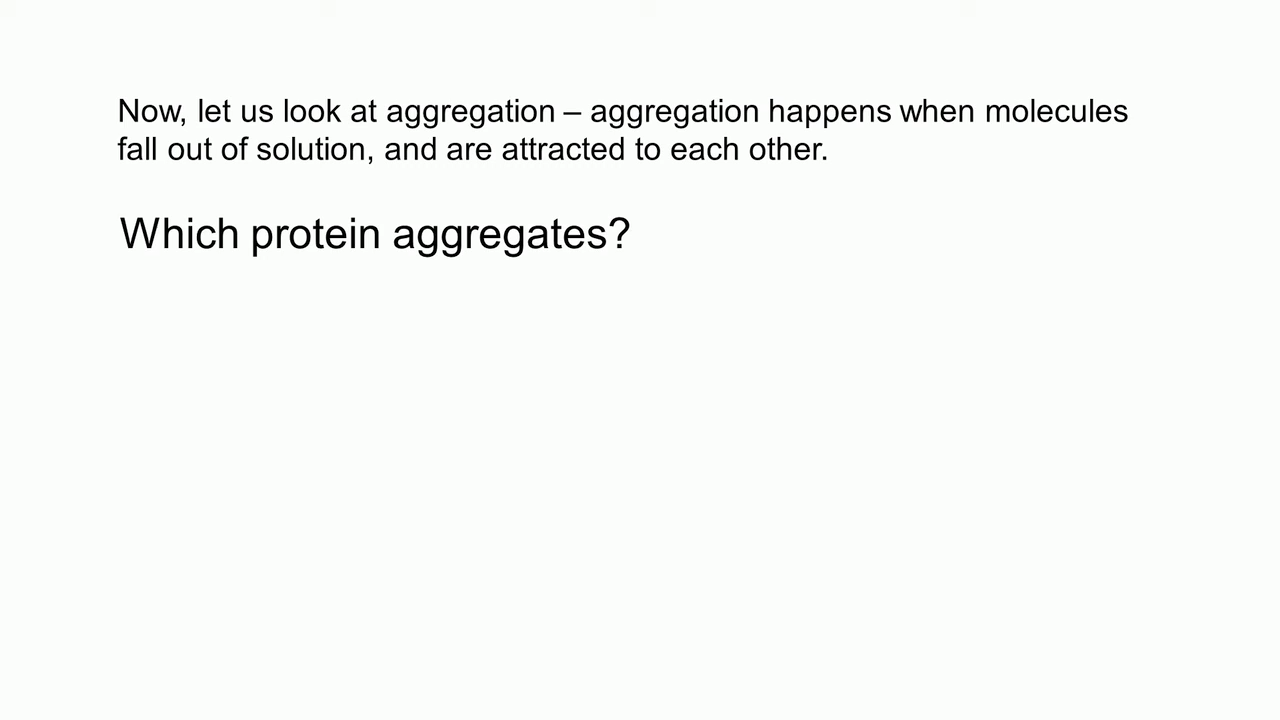 Now, let us look at aggregation – aggregation happens when molecules
fall out of solution, and are attracted to each other.
Which protein aggregates?